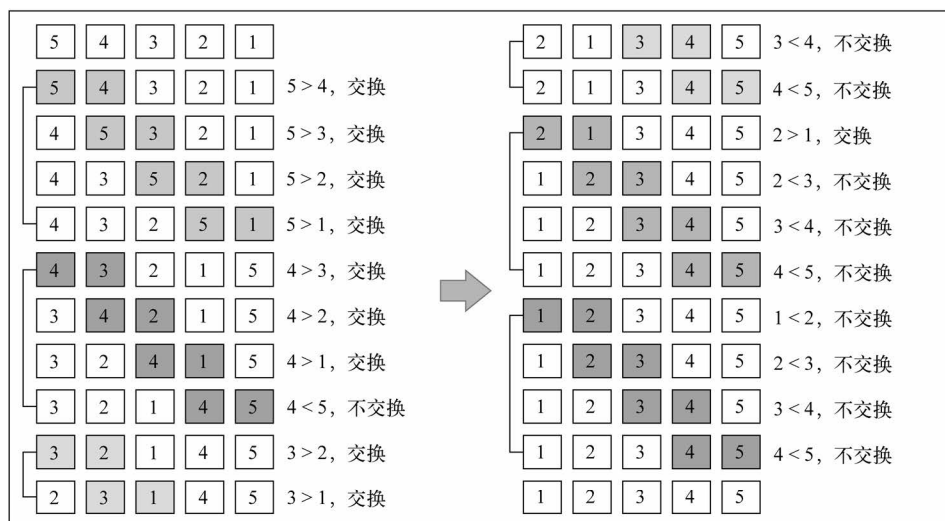 5 4 3 2 1
5 4 3 2 1 5 > 4，交换
4 5 3 2 1 5 > 3，交换
4 3 5 2 1 5 > 2，交换
4 3 2 5 1 5 > 1，交换
4 3 2 1 5 4 > 3，交换
3 4 2 1 5 4 > 2，交换
3 2 4 1 5 4 > 1，交换
3 2 1 4 5 4 < 5，不交换
3 2 1 4 5 3 > 2，交换
2 3 1 4 5 3 > 1，交换
2 1 3 4 5 3 < 4，不交换
2 1 3 4 5 4 < 5，不交换
2 1 3 4 5 2 > 1，交换
1 2 3 4 5 2 < 3，不交换
1 2 3 4 5 3 < 4，不交换
1 2 3 4 5 4 < 5，不交换
1 2 3 4 5 1 < 2，不交换
1 2 3 4 5 2 < 3，不交换
1 2 3 4 5 3 < 4，不交换
1 2 3 4 5 4 < 5，不交换
1 2 3 4 5